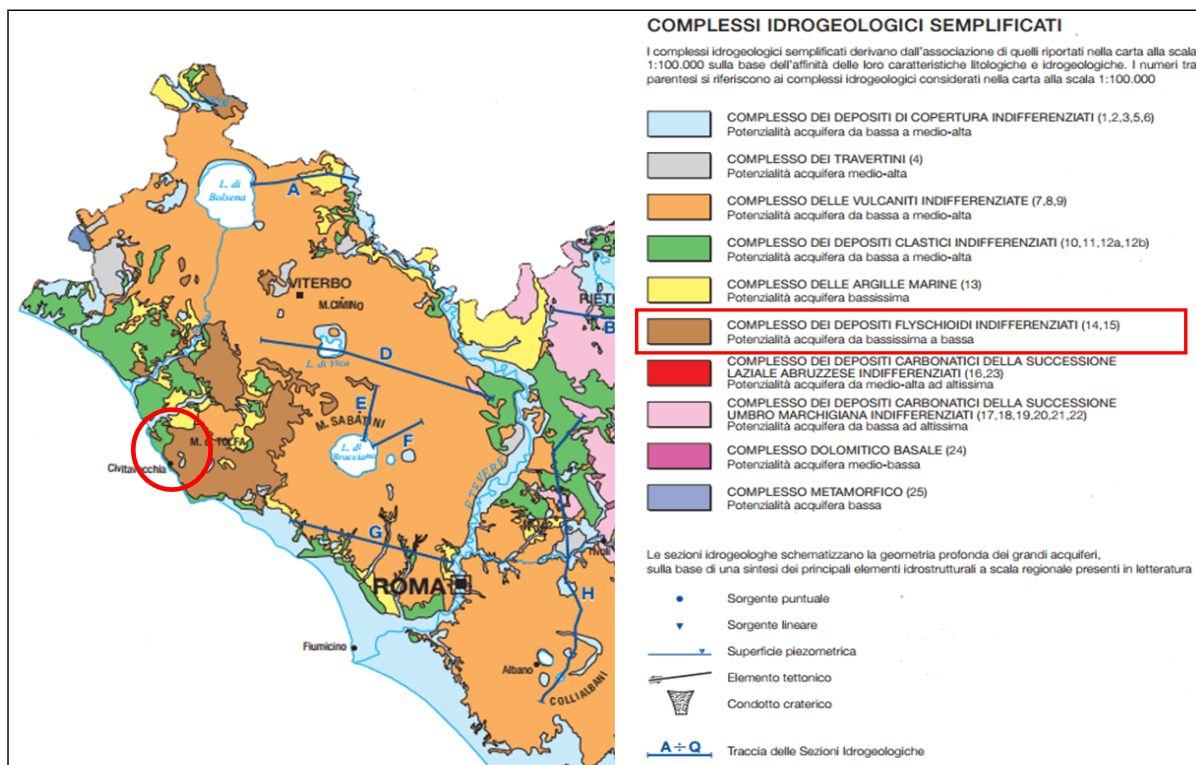 COMPLESSI IDROGEOLOGICI SEMPLIFICATI
I complessi idrogeologici semplificati derivano dall'associazione di quelli riportati nella carta alla scala
1:100.000 sulla base dell'affinità delle loro caratteristiche litologiche e idrogeologiche. I numeri tra
parentesi si riferiscono ai complessi idrogeologici considerati nella carta alla scala 1:100.000
COMPLESSO DEI DEPOSITI DI COPERTURA INDIFFERENZIATI (1,2,3,5,6)
Potenzialità acquifera da bassa a medio-alta
COMPLESSO DEI TRAVERTINI (4)
Potenzialità acquifera medio-alta
COMPLESSO DELLE VULCANITI INDIFFERENZIATE (7,8,9)
Potenzialità acquifera da bassa a medio-alta
COMPLESSO DEI DEPOSITI CLASTICI INDIFFERENZIATI (10,11,12a,12b)
Potenzialità acquifera da bassa a medio-alta
COMPLESSO DELLE ARGILLE MARINE (13)
Potenzialità acquifera bassissima
COMPLESSO DEI DEPOSITI FLYSCHIOIDI INDIFFERENZIATI (14,15)
Potenzialità acquifera da bassissima a bassa
COMPLESSO DEI DEPOSITI CARBONATICI DELLA SUCCESSIONE
LAZIALE ABRUZZESE INDIFFERENZIATI (16,23)
Potenzialità acquifera da medio-alta ad altissima
COMPLESSO DEI DEPOSITI CARBONATICI DELLA SUCCESSIONE
UMBRO MARCHIGIANA INDIFFERENZIATI (17,18,19,20,21,22)
Potenzialità acquifera da bassa ad altissima
COMPLESSO DOLOMITICO BASALE (24)
Potenzialità acquifera medio-bassa
COMPLESSO METAMORFICO (25)
Potenzialità acquifera bassa
Le sezioni idrogeologhe schematizzano la geometria profonda dei grandi acquiferi,
sulla base di una sintesi dei principali elementi idrostrutturali a scala regionale presenti in letteratura
Sorgente puntuale
Sorgente lineare
Superficie piezometrica
Elemento tettonico
Condotto craterico
A÷Q Traccia delle Sezioni Idrogeologiche
L. di
Bolsena
A
VITERBO
M.CIMINO
RIETI
B
D
L. di Vico
E
M. SABATINI
F
L. di
Bracciano
M. di TOLFA
Civitavecchia
F. TEVERE
G
Tivoli
ROMA
H
Fiumicino
Albano
COLLI ALBANI